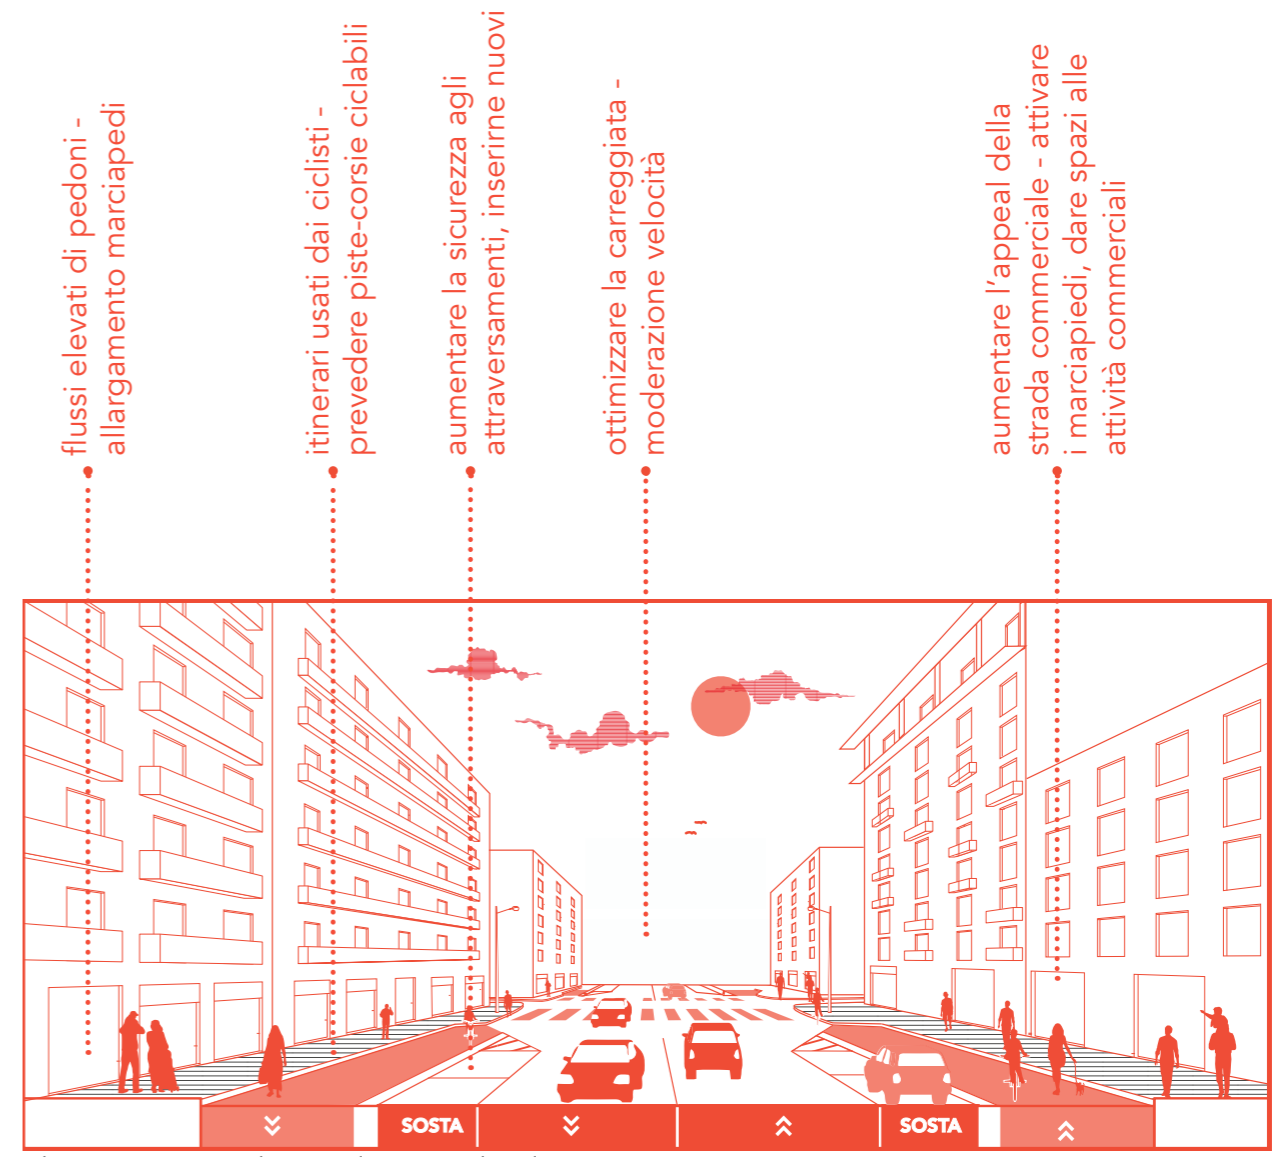 flussi elevati di pedoni -
allargamento marciapedi
itinerari usati dai ciclisti -
prevedere piste-corsie ciclabili
aumentare la sicurezza agli
attraversamenti, inserirne nuovi
ottimizzare la carreggiata -
moderazione velocità
aumentare l'appeal della
strada commerciale - attivare
i marciapiedi, dare spazi alle
attività commerciali
SOSTA
SOSTA